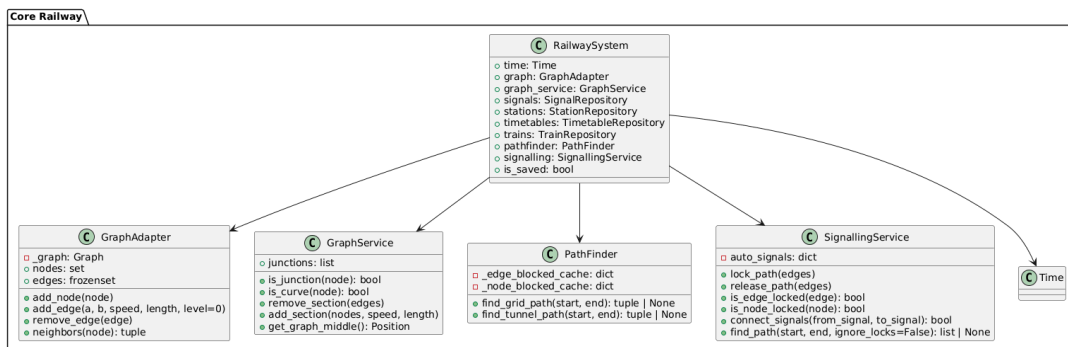 Core Railway
C RailwaySystem
time: Time
graph: GraphAdapter
graph_service: GraphService
signals: SignalRepository
stations: StationRepository
timetables: TimetableRepository
trains: TrainRepository
pathfinder: PathFinder
signalling: SignallingService
is_saved: bool
C GraphAdapter
_graph: Graph
nodes: set
edges: frozenset
add_node(node)
add_edge(a, b, speed, length, level=0)
remove_edge(edge)
neighbors(node): tuple
C GraphService
junctions: list
is_junction(node): bool
is_curve(node): bool
remove_section(edges)
add_section(nodes, speed, length)
get_graph_middle(): Position
C PathFinder
_edge_blocked_cache: dict
_node_blocked_cache: dict
find_grid_path(start, end): tuple | None
find_tunnel_path(start, end): tuple | None
C SignallingService
auto_signals: dict
lock_path(edges)
release_path(edges)
is_edge_locked(edge): bool
is_node_locked(node): bool
connect_signals(from_signal, to_signal): bool
find_path(start, end, ignore_locks=False): list | None
C Time